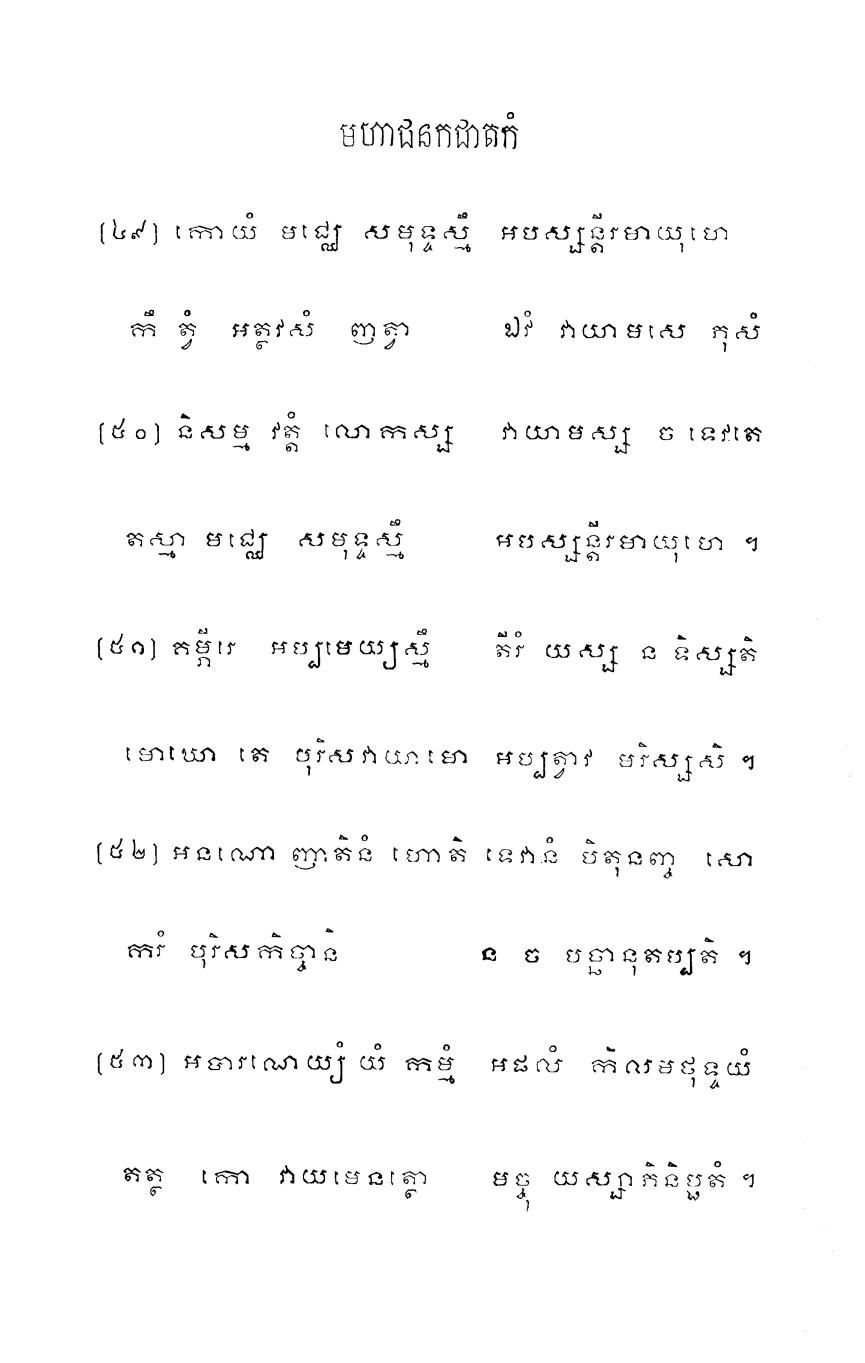 មហាជនកជាតកំ
(៤៩) កោយំ មជ្ឈេ សមុទ្ទស្មឹ អបស្សន្តីរមាយុហេ
កឹ ត្វំ អត្ថវសំ ញត្វា ឯវំ វាយាមសេ ភុសំ
(៥០) និសម្ម វត្តំ លោកស្ស វាយាមស្ស ច ទេវតេ
តស្មា មជ្ឈេ សមុទ្ទស្មឹ អបស្សន្តីរមាយុហេ ។
(៥១) គម្ភីរេ អប្បមេយ្យស្មឹ តីរំ យស្ស ន ទិស្សតិ
មោឃោ តេ បុរិសវាយាមោ អប្បត្វាវ មរិស្សសិ ។
(៥២) អនណោ ញាតិនំ ហោតិ ទេវានំ បិតុនញ្ច សោ
ករំ បុរិសកិច្ចានិ ន ច បច្ឆានុតប្បតិ ។
(៥៣) អបារណេយ្យំ យំ កម្មំ អផលំ កិលមថុទ្ទយំ
តត្ថ កោ វាយមេនត្ថោ មច្ចុ យស្សាភិនិប្ផតំ ។